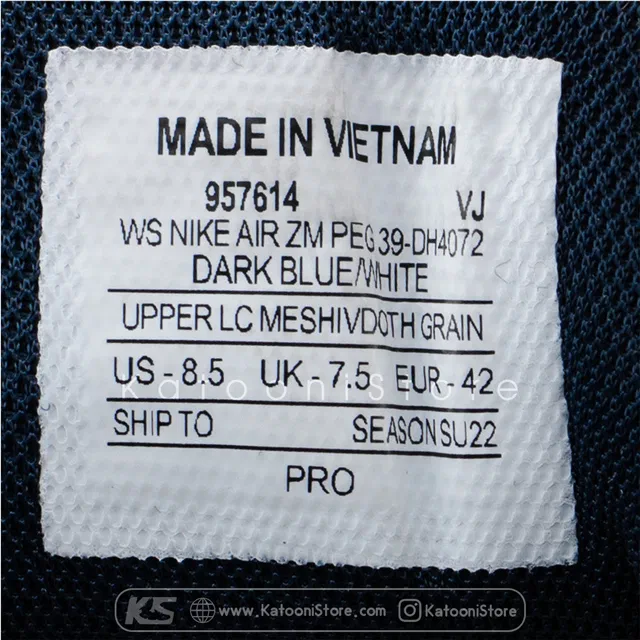 MADE IN VIETNAM
957614 VJ
WS NIKE AIR ZM PEG 39-DH4072
DARK BLUE/WHITE
UPPER LC MESHIVDOTH GRAIN
US - 8.5 UK - 7.5 EUR - 42
KatooniStore
SHIP TO SEASON SU22
PRO
KS www.KatooniStore.com KatooniStore